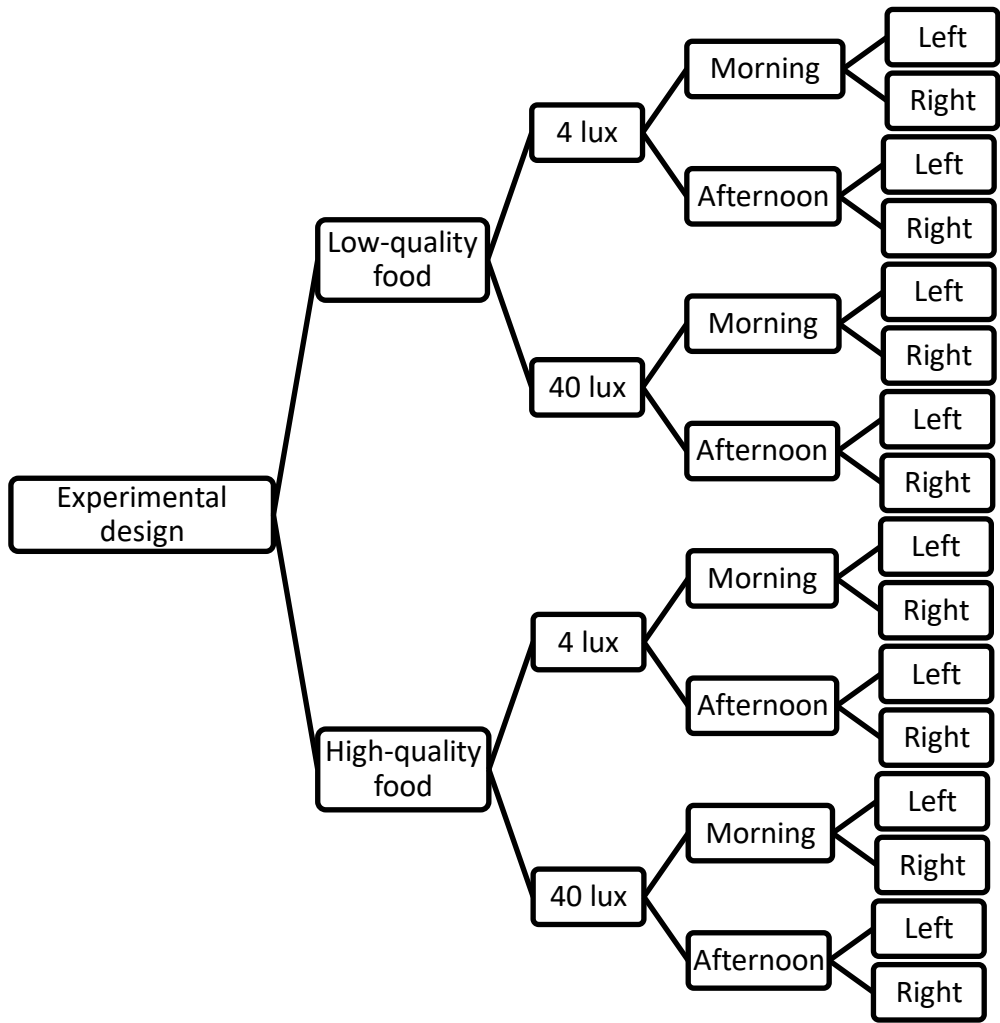 Experimental
design
Low-quality
food
4 lux
Morning
Left
Right
Afternoon
Left
Right
40 lux
Morning
Left
Right
Afternoon
Left
Right
High-quality
food
4 lux
Morning
Left
Right
Afternoon
Left
Right
40 lux
Morning
Left
Right
Afternoon
Left
Right